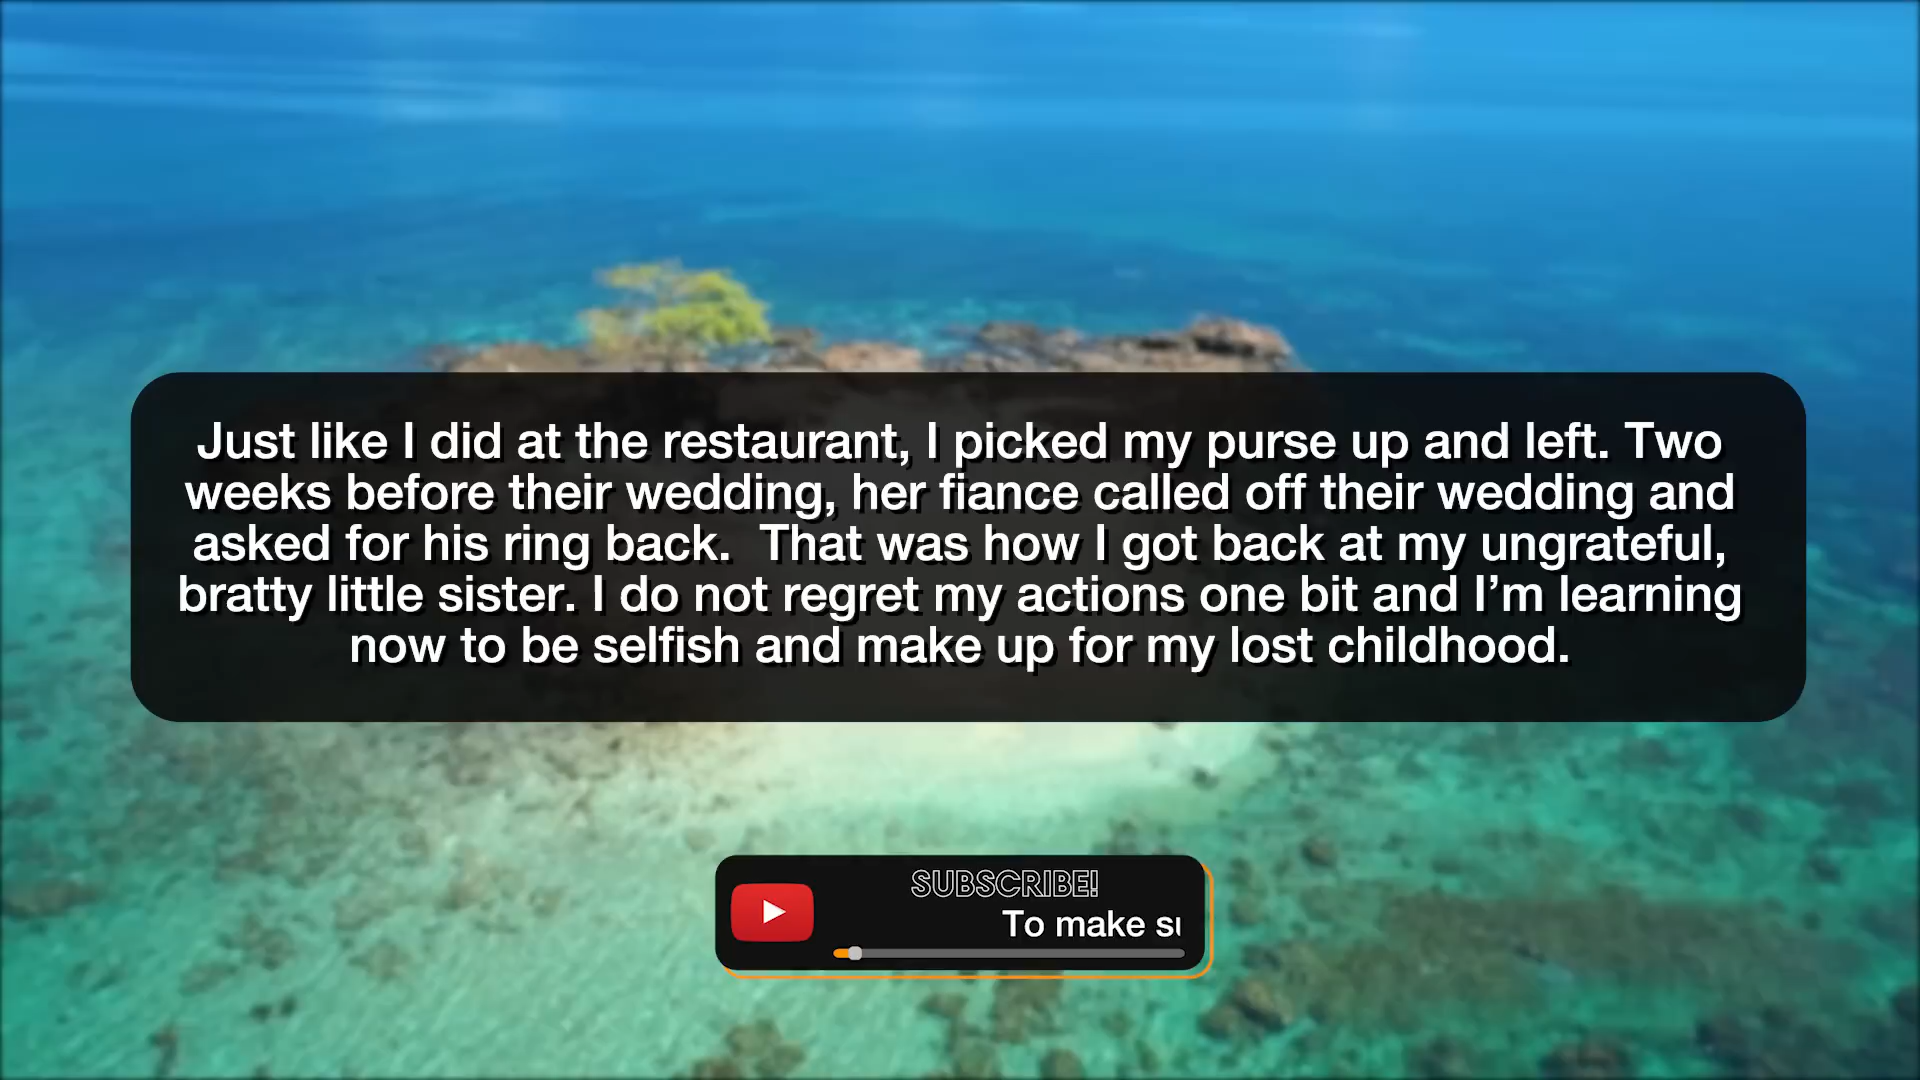 Just like I did at the restaurant, I picked my purse up and left. Two
weeks before their wedding, her fiance called off their wedding and
asked for his ring back.  That was how I got back at my ungrateful,
bratty little sister. I do not regret my actions one bit and I’m learning
now to be selfish and make up for my lost childhood.
SUBSCRIBE!
To make